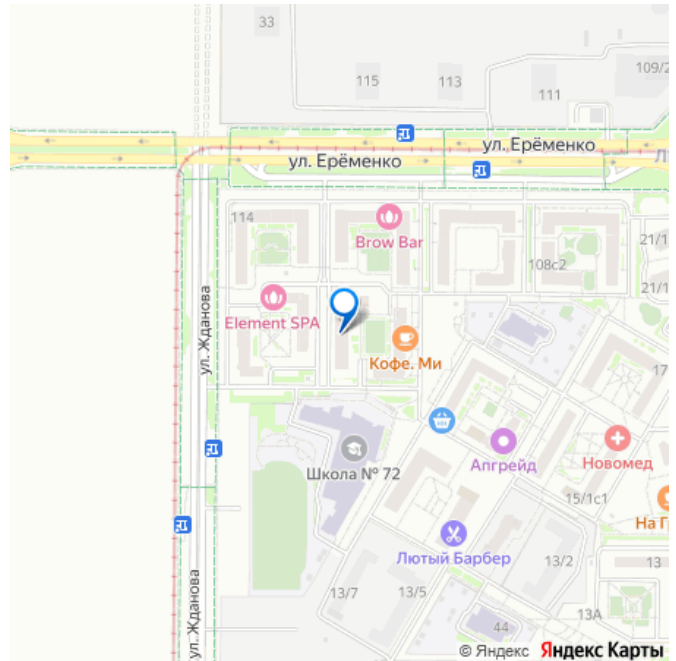 33
115
113
111
109/2
ул. Ерёменко
ул. Ерёменко
114
Brow Bar
108с2
21/1
21/1
Element SPA
ул. Жданова
Кофе. Ми
17
Апгрейд
Новомед
Школа № 72
15/1с1
На Г
Лютый Барбер
13/2
13
13/7
13/5
13А
44
ул. Жданова
© Яндекс Яндекс Карты